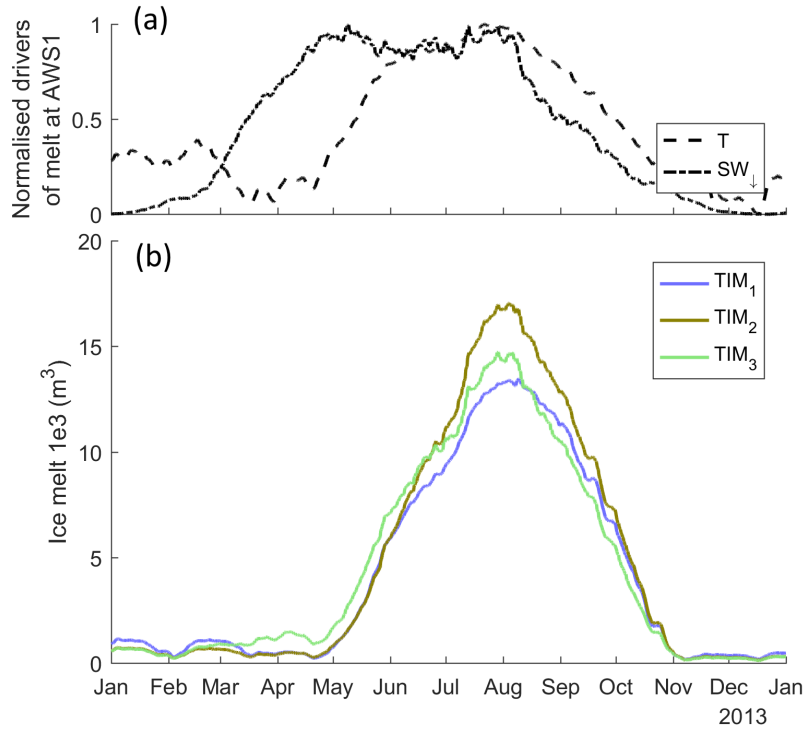 (a)
Normalised drivers
of melt at AWS1
1
0.5
0
T
SW↓
(b)
Ice melt 1e3 (m³)
20
15
10
5
0
TIM₁
TIM₂
TIM₃
Jan Feb Mar Apr May Jun Jul Aug Sep Oct Nov Dec Jan
2013